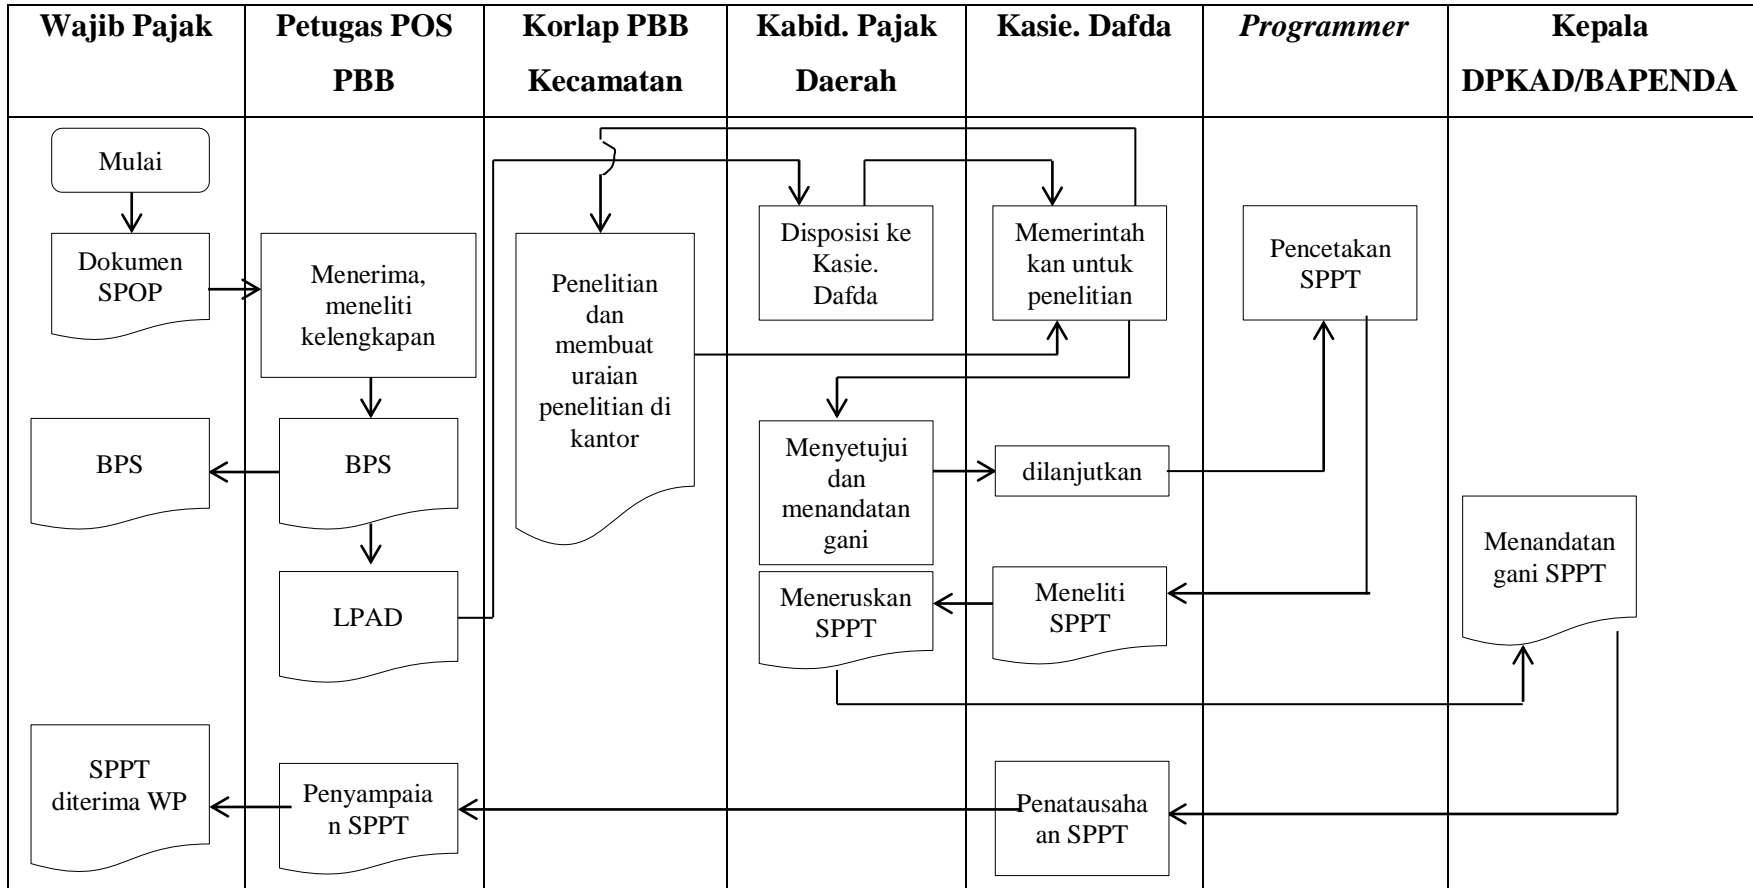 Wajib Pajak
Petugas POS
PBB
Korlap PBB
Kecamatan
Kabid. Pajak
Daerah
Kasie. Dafda
Programmer
Kepala
DPKAD/BAPENDA
Mulai
Dokumen
SPOP
Menerima,
meneliti
kelengkapan
Penelitian
dan
membuat
uraian
penelitian di
kantor
Disposisi ke
Kasie.
Dafda
Memerintah
kan untuk
penelitian
Pencetakan
SPPT
BPS
BPS
Menyetujui
dan
menandatan
gani
dilanjutkan
Menandatan
gani SPPT
LPAD
Meneruskan
SPPT
Meneliti
SPPT
SPPT
diterima WP
Penyampaia
n SPPT
Penatausaha
an SPPT